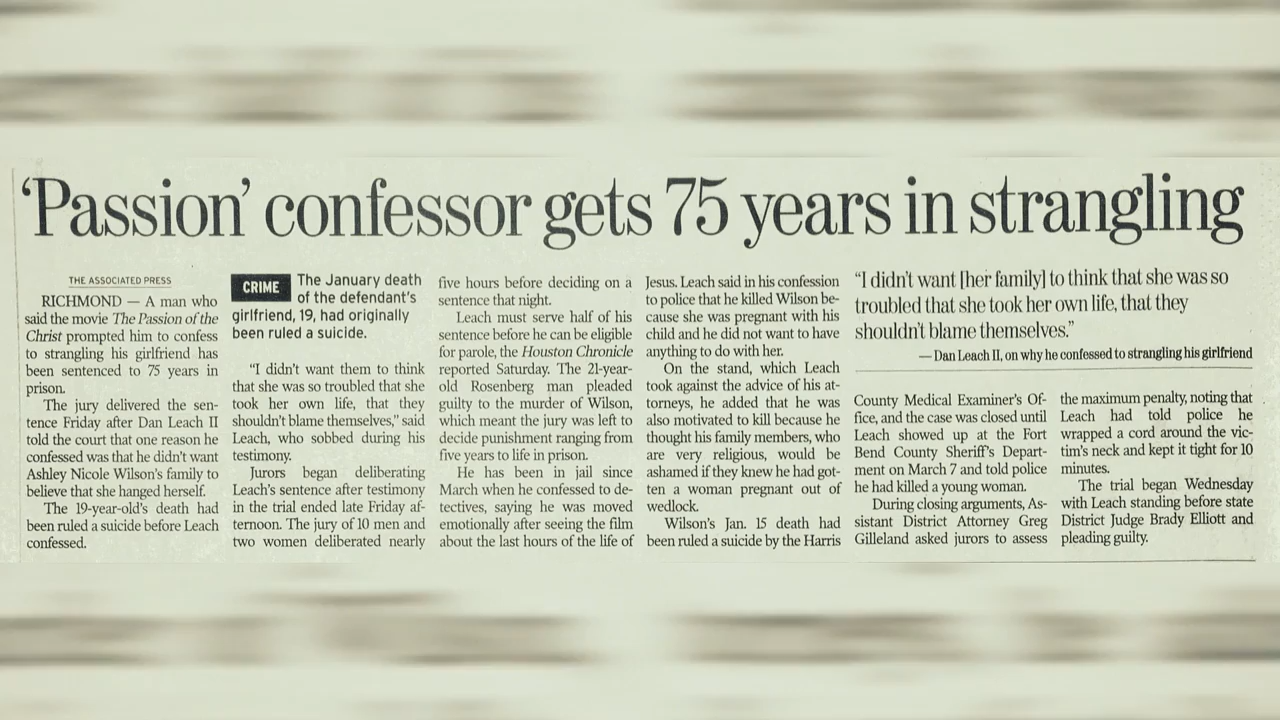 ‘Passion’ confessor gets 75 years in strangling
THE ASSOCIATED PRESS
RICHMOND — A man who
said the movie The Passion of the
Christ prompted him to confess
to strangling his girlfriend has
been sentenced to 75 years in
prison.
The jury delivered the sen-
tence Friday after Dan Leach II
told the court that one reason he
confessed was that he didn’t want
Ashley Nicole Wilson’s family to
believe that she hanged herself.
The 19-year-old’s death had
been ruled a suicide before Leach
confessed.
CRIME
The January death
of the defendant’s
girlfriend, 19, had originally
been ruled a suicide.
“I didn’t want them to think
that she was so troubled that she
took her own life, that they
shouldn’t blame themselves,” said
Leach, who sobbed during his
testimony.
Jurors began deliberating
Leach’s sentence after testimony
in the trial ended late Friday af-
ternoon. The jury of 10 men and
two women deliberated nearly
five hours before deciding on a
sentence that night.
Leach must serve half of his
sentence before he can be eligible
for parole, the Houston Chronicle
reported Saturday. The 21-year-
old Rosenberg man pleaded
guilty to the murder of Wilson,
which meant the jury was left to
decide punishment ranging from
five years to life in prison.
He has been in jail since
March when he confessed to de-
tectives, saying he was moved
emotionally after seeing the film
about the last hours of the life of
Jesus. Leach said in his confession
to police that he killed Wilson be-
cause she was pregnant with his
child and he did not want to have
anything to do with her.
On the stand, which Leach
took against the advice of his at-
torneys, he added that he was
also motivated to kill because he
thought his family members, who
are very religious, would be
ashamed if they knew he had got-
ten a woman pregnant out of
wedlock.
Wilson’s Jan. 15 death had
been ruled a suicide by the Harris
“I didn’t want [her family] to think that she was so
troubled that she took her own life, that they
shouldn’t blame themselves.”
— Dan Leach II, on why he confessed to strangling his girlfriend
County Medical Examiner’s Of-
fice, and the case was closed until
Leach showed up at the Fort
Bend County Sheriff’s Depart-
ment on March 7 and told police
he had killed a young woman.
During closing arguments, As-
sistant District Attorney Greg
Gilleland asked jurors to assess
the maximum penalty, noting that
Leach had told police he
wrapped a cord around the vic-
tim’s neck and kept it tight for 10
minutes.
The trial began Wednesday
with Leach standing before state
District Judge Brady Elliott and
pleading guilty.